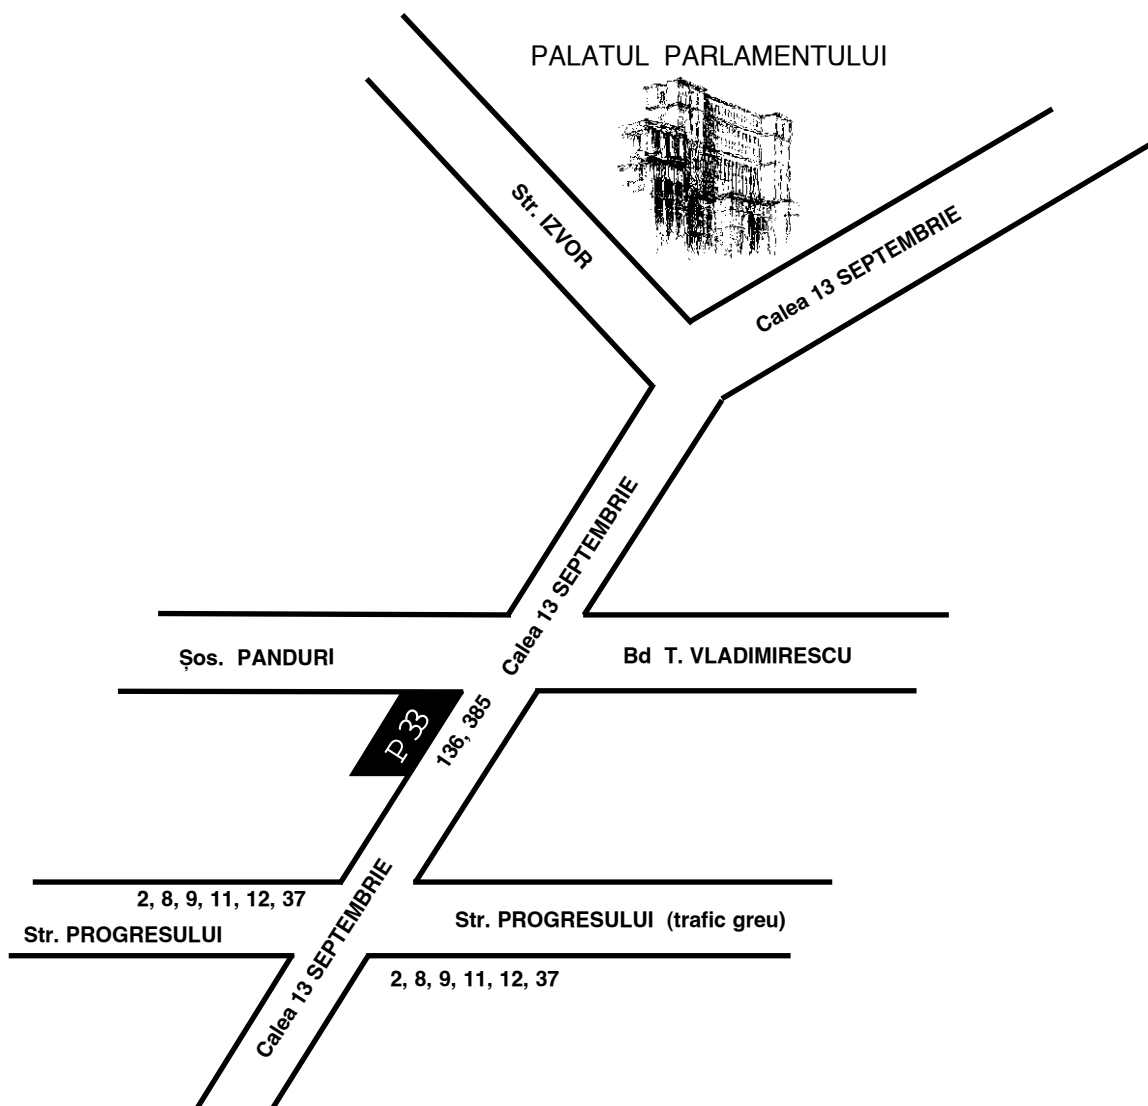 PALATUL PARLAMENTULUI
Str. IZVOR
Calea 13 SEPTEMBRIE
Calea 13 SEPTEMBRIE
Șos. PANDURI
Bd T. VLADIMIRESCU
P 33
136, 385
2, 8, 9, 11, 12, 37
Str. PROGRESULUI
Str. PROGRESULUI (trafic greu)
Calea 13 SEPTEMBRIE
2, 8, 9, 11, 12, 37